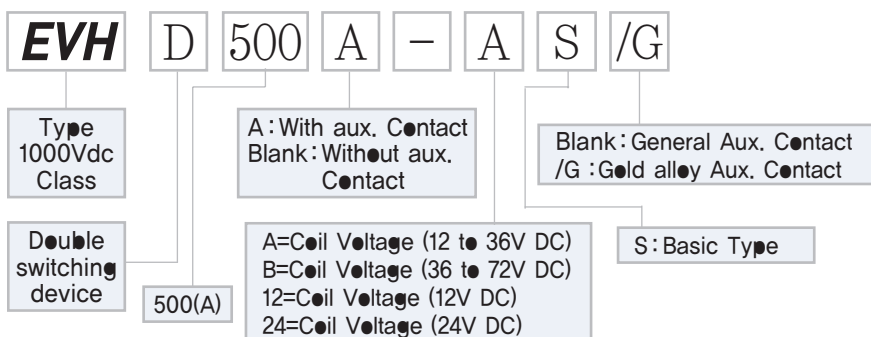 EVH D 500 A - A S /G
Type
1000Vdc
Class
A:With aux. Contact
Blank:Without aux.
Contact
Blank:General Aux. Contact
/G :Gold alloy Aux. Contact
Double
switching
device
500(A)
A=Coil Voltage (12 to 36V DC)
B=Coil Voltage (36 to 72V DC)
12=Coil Voltage (12V DC)
24=Coil Voltage (24V DC)
S:Basic Type